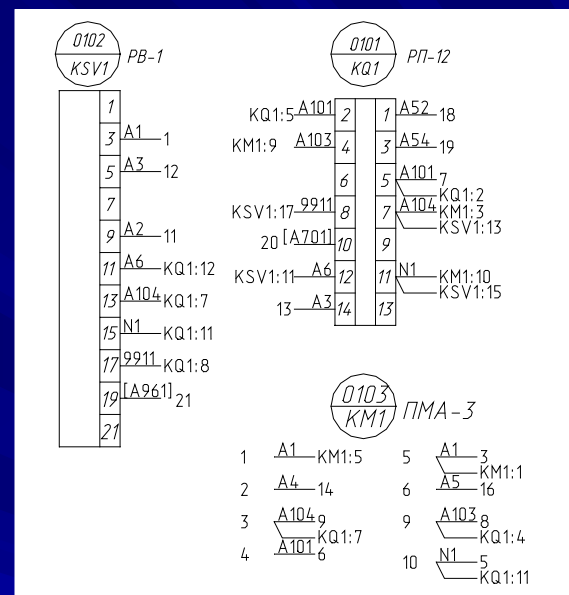 0102
KSV1
РВ-1
1
3 A1 1
5 A3 12
7
9 A2 11
11 A6 KQ1:12
13 A104 KQ1:7
15 N1 KQ1:11
17 9911 KQ1:8
19 [A961] 21
21
0101
KQ1
РП-12
KQ1:5 A101 2 1 A52 18
KM1:9 A103 4 3 A54 19
6 5 A101 7
KQ1:2
KSV1:17 9911 8 7 A104 KM1:3
KSV1:13
20 [A701] 10 9
KSV1:11 A6 12 11 N1 KM1:10
KSV1:15
13 A3 14 13
0103
KM1
ПМА-3
1 A1 KM1:5
2 A4 14
3 A104 9
KQ1:7
4 A101 6
5 A1 3
KM1:1
6 A5 16
9 A103 8
KQ1:4
10 N1 5
KQ1:11